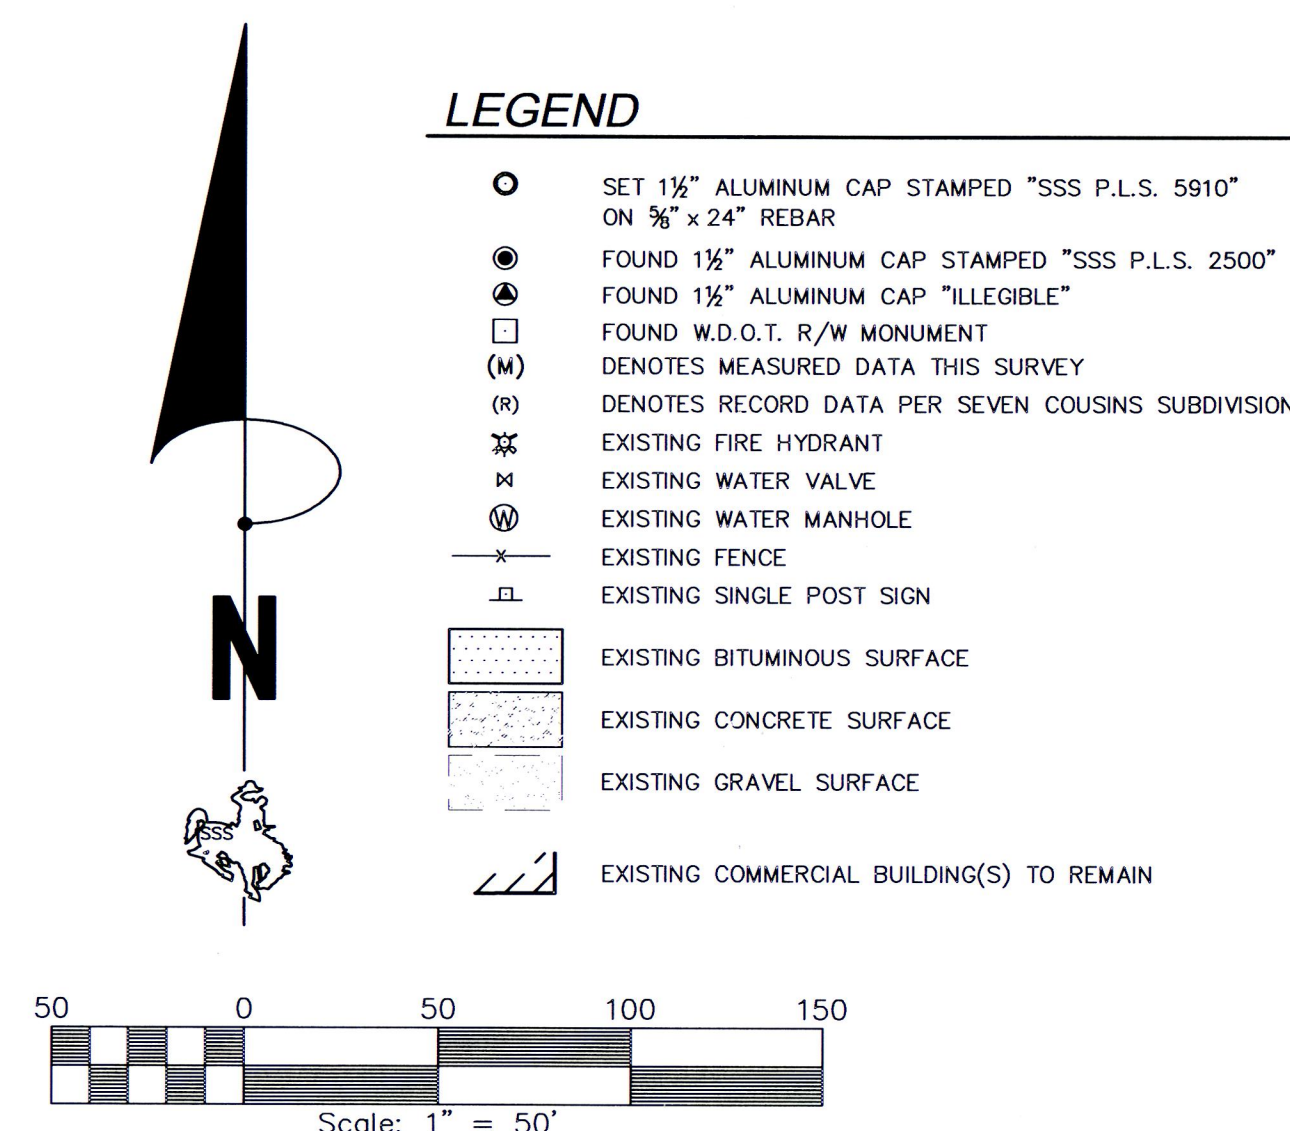 LEGEND
SET 1½" ALUMINUM CAP STAMPED "SSS P.L.S. 5910"
ON ⅝" x 24" REBAR
FOUND 1½" ALUMINUM CAP STAMPED "SSS P.L.S. 2500"
FOUND 1½" ALUMINUM CAP "ILLEGIBLE"
FOUND W.D.O.T. R/W MONUMENT
(M) DENOTES MEASURED DATA THIS SURVEY
(R) DENOTES RECORD DATA PER SEVEN COUSINS SUBDIVISION
EXISTING FIRE HYDRANT
EXISTING WATER VALVE
W EXISTING WATER MANHOLE
X EXISTING FENCE
EXISTING SINGLE POST SIGN
N
EXISTING BITUMINOUS SURFACE
EXISTING CONCRETE SURFACE
EXISTING GRAVEL SURFACE
SSS
EXISTING COMMERCIAL BUILDING(S) TO REMAIN
50 0 50 100 150
Scale: 1" = 50'